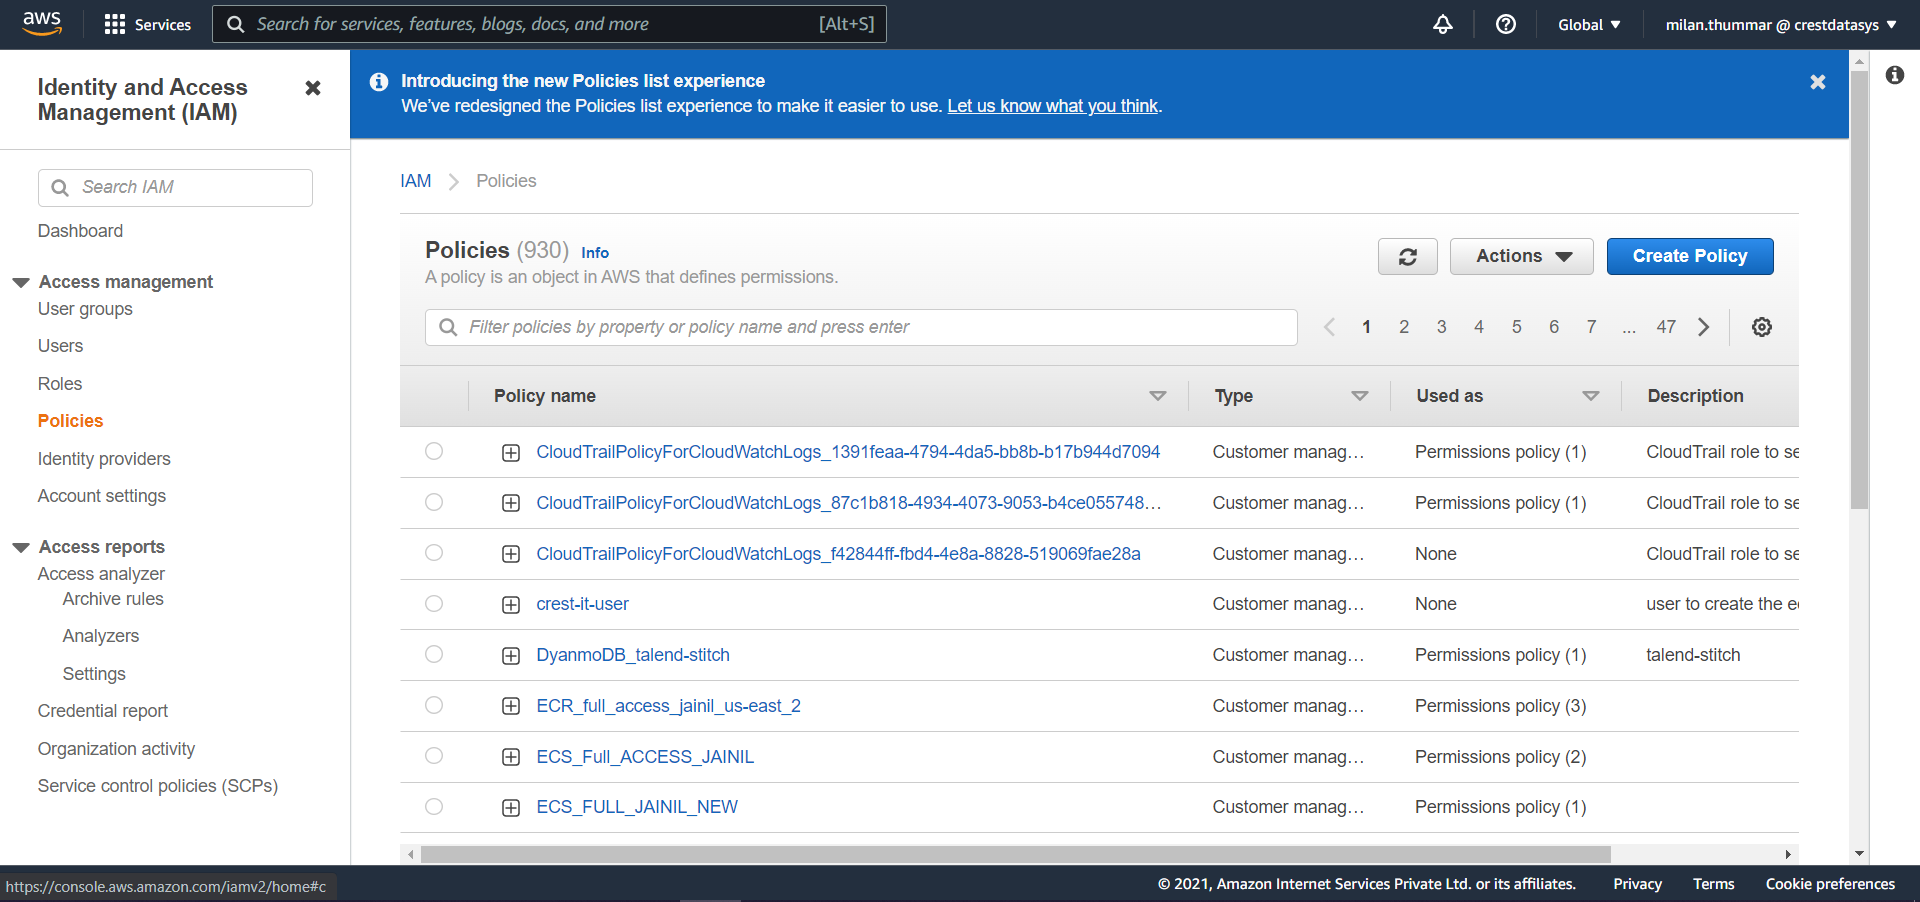 aws
Services
Search for services, features, blogs, docs, and more [Alt+S]
Global
milan.thummar @ crestdatasys
Identity and Access
Management (IAM)
Search IAM
Dashboard
Access management
User groups
Users
Roles
Policies
Identity providers
Account settings
Access reports
Access analyzer
Archive rules
Analyzers
Settings
Credential report
Organization activity
Service control policies (SCPs)
Introducing the new Policies list experience
We've redesigned the Policies list experience to make it easier to use. Let us know what you think.
IAM Policies
Policies (930) Info
A policy is an object in AWS that defines permissions.
Actions
Create Policy
Filter policies by property or policy name and press enter
1 2 3 4 5 6 7 ... 47
Policy name Type Used as Description
CloudTrailPolicyForCloudWatchLogs_1391feaa-4794-4da5-bb8b-b17b944d7094 Customer manag... Permissions policy (1) CloudTrail role to se
CloudTrailPolicyForCloudWatchLogs_87c1b818-4934-4073-9053-b4ce055748... Customer manag... Permissions policy (1) CloudTrail role to se
CloudTrailPolicyForCloudWatchLogs_f42844ff-fbd4-4e8a-8828-519069fae28a Customer manag... None CloudTrail role to se
crest-it-user Customer manag... None user to create the e
DyanmoDB_talend-stitch Customer manag... Permissions policy (1) talend-stitch
ECR_full_access_jainil_us-east_2 Customer manag... Permissions policy (3)
ECS_Full_ACCESS_JAINIL Customer manag... Permissions policy (2)
ECS_FULL_JAINIL_NEW Customer manag... Permissions policy (1)
https://console.aws.amazon.com/iamv2/home#c
© 2021, Amazon Internet Services Private Ltd. or its affiliates. Privacy Terms Cookie preferences